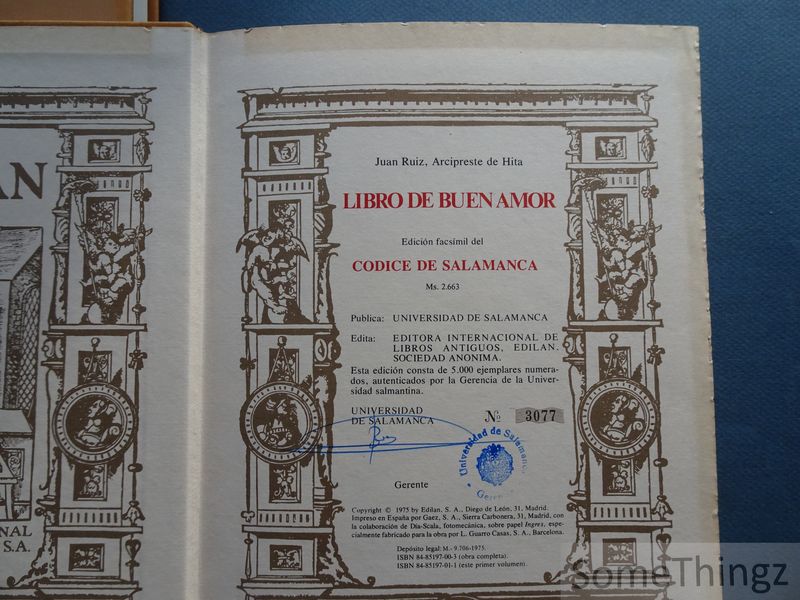 AN
NAL
S.A.
Juan Ruiz, Arcipreste de Hita
LIBRO DE BUEN AMOR
Edición facsímil del
CODICE DE SALAMANCA
Ms. 2.663
Publica: UNIVERSIDAD DE SALAMANCA
Edita: EDITORA INTERNACIONAL DE
LIBROS ANTIGUOS, EDILAN.
SOCIEDAD ANONIMA.
Esta edición consta de 5.000 ejemplares numera-
dos, autenticados por la Gerencia de la Univer-
sidad salmantina.
UNIVERSIDAD
DE SALAMANCA
Nº 3077
Universidad de Salamanca
Gerente
Copyright © 1975 by Edilan, S. A., Diego de León, 31, Madrid.
Impreso en España por Gaez, S. A., Sierra Carbonera, 31, Madrid, con
la colaboración de Dia-Scala, fotomecánica, sobre papel Ingres, espe-
cialmente fabricado para la obra por L. Guarro Casas, S. A., Barcelona.
Depósito legal: M.- 9.706-1975.
ISBN 84-85197-00-3 (obra completa).
ISBN 84-85197-01-1 (este primer volumen).
SomeThingz